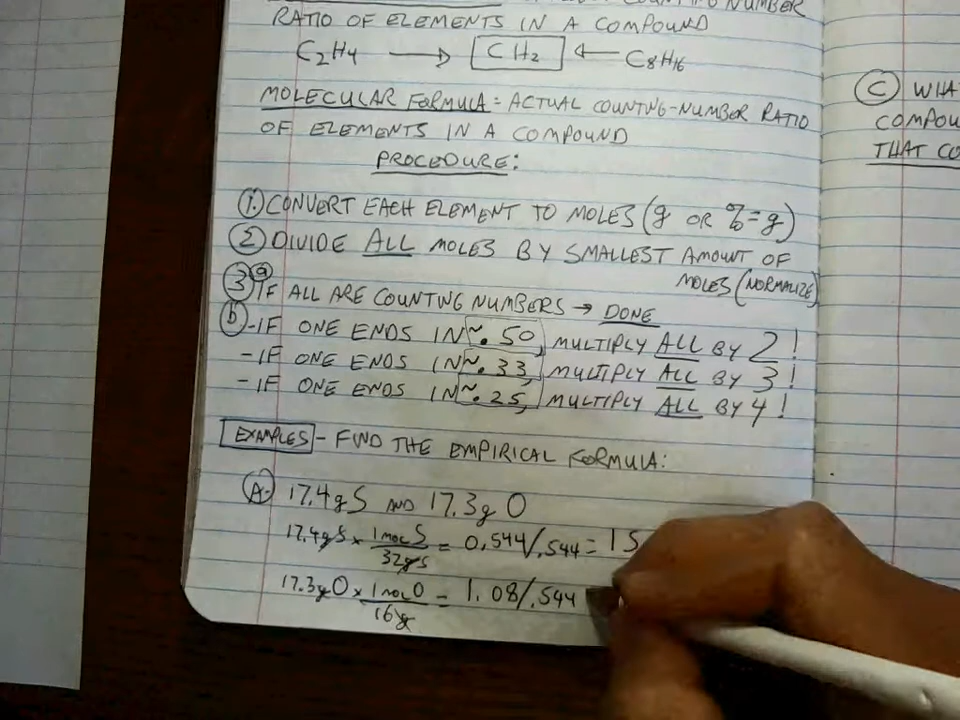 NUMBER
RATIO OF ELEMENTS IN A COMPOUND
C2H4 → CH2 ← C8H16
MOLECULAR FORMULA = ACTUAL COUNTING-NUMBER RATIO
OF ELEMENTS IN A COMPOUND
PROCEDURE:
1. CONVERT EACH ELEMENT TO MOLES (g OR % = g)
2 DIVIDE ALL MOLES BY SMALLEST AMOUNT OF
MOLES (NORMALIZE)
3 a IF ALL ARE COUNTING NUMBERS → DONE
b - IF ONE ENDS IN ~.50, MULTIPLY ALL BY 2!
- IF ONE ENDS IN ~.33, MULTIPLY ALL BY 3!
- IF ONE ENDS IN ~.25, MULTIPLY ALL BY 4!
EXAMPLES - FIND THE EMPIRICAL FORMULA:
A. 17.4g S AND 17.3g O
17.4g S × 1 mol S / 32g S = 0.544/.544 = 1 S
17.3g O × 1 mol O / 16g = 1.08/.544
C WHA
COMPOU
THAT CO